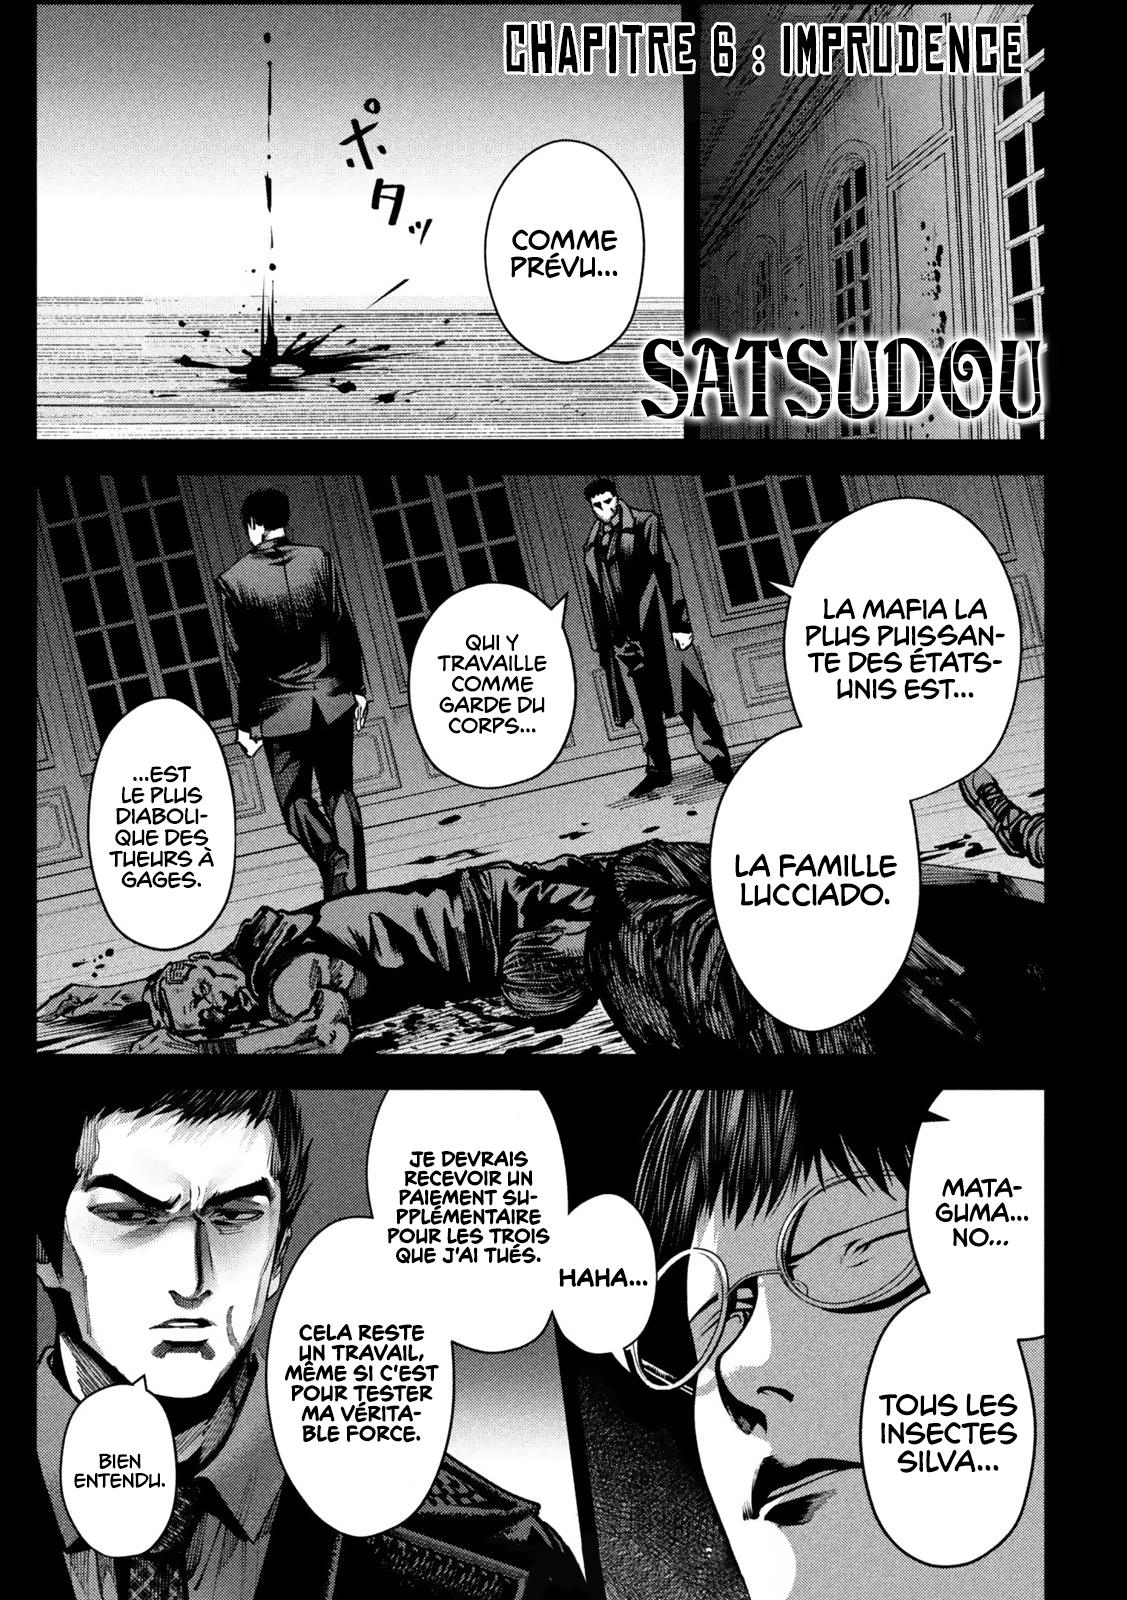 CHAPITRE 6 : IMPRUDENCE
SATSUDOU
ポタッ
COMME
PRÉVU...
LA MAFIA LA
PLUS PUISSAN-
TE DES ÉTATS-
UNIS EST...
LA FAMILLE
LUCCIADO.
QUI Y
TRAVAILLE
COMME
GARDE DU
CORPS...
...EST
LE PLUS
DIABOLI-
QUE DES
TUEURS À
GAGES.
MATA-
GUMA...
NO...
TOUS LES
INSECTES
SILVA...
HAHA...
JE DEVRAIS
RECEVOIR UN
PAIEMENT SU-
PPLÉMENTAIRE
POUR LES TROIS
QUE J'AI TUÉS.
CELA RESTE
UN TRAVAIL,
MÊME SI C'EST
POUR TESTER
MA VÉRITA-
BLE FORCE.
BIEN
ENTENDU.